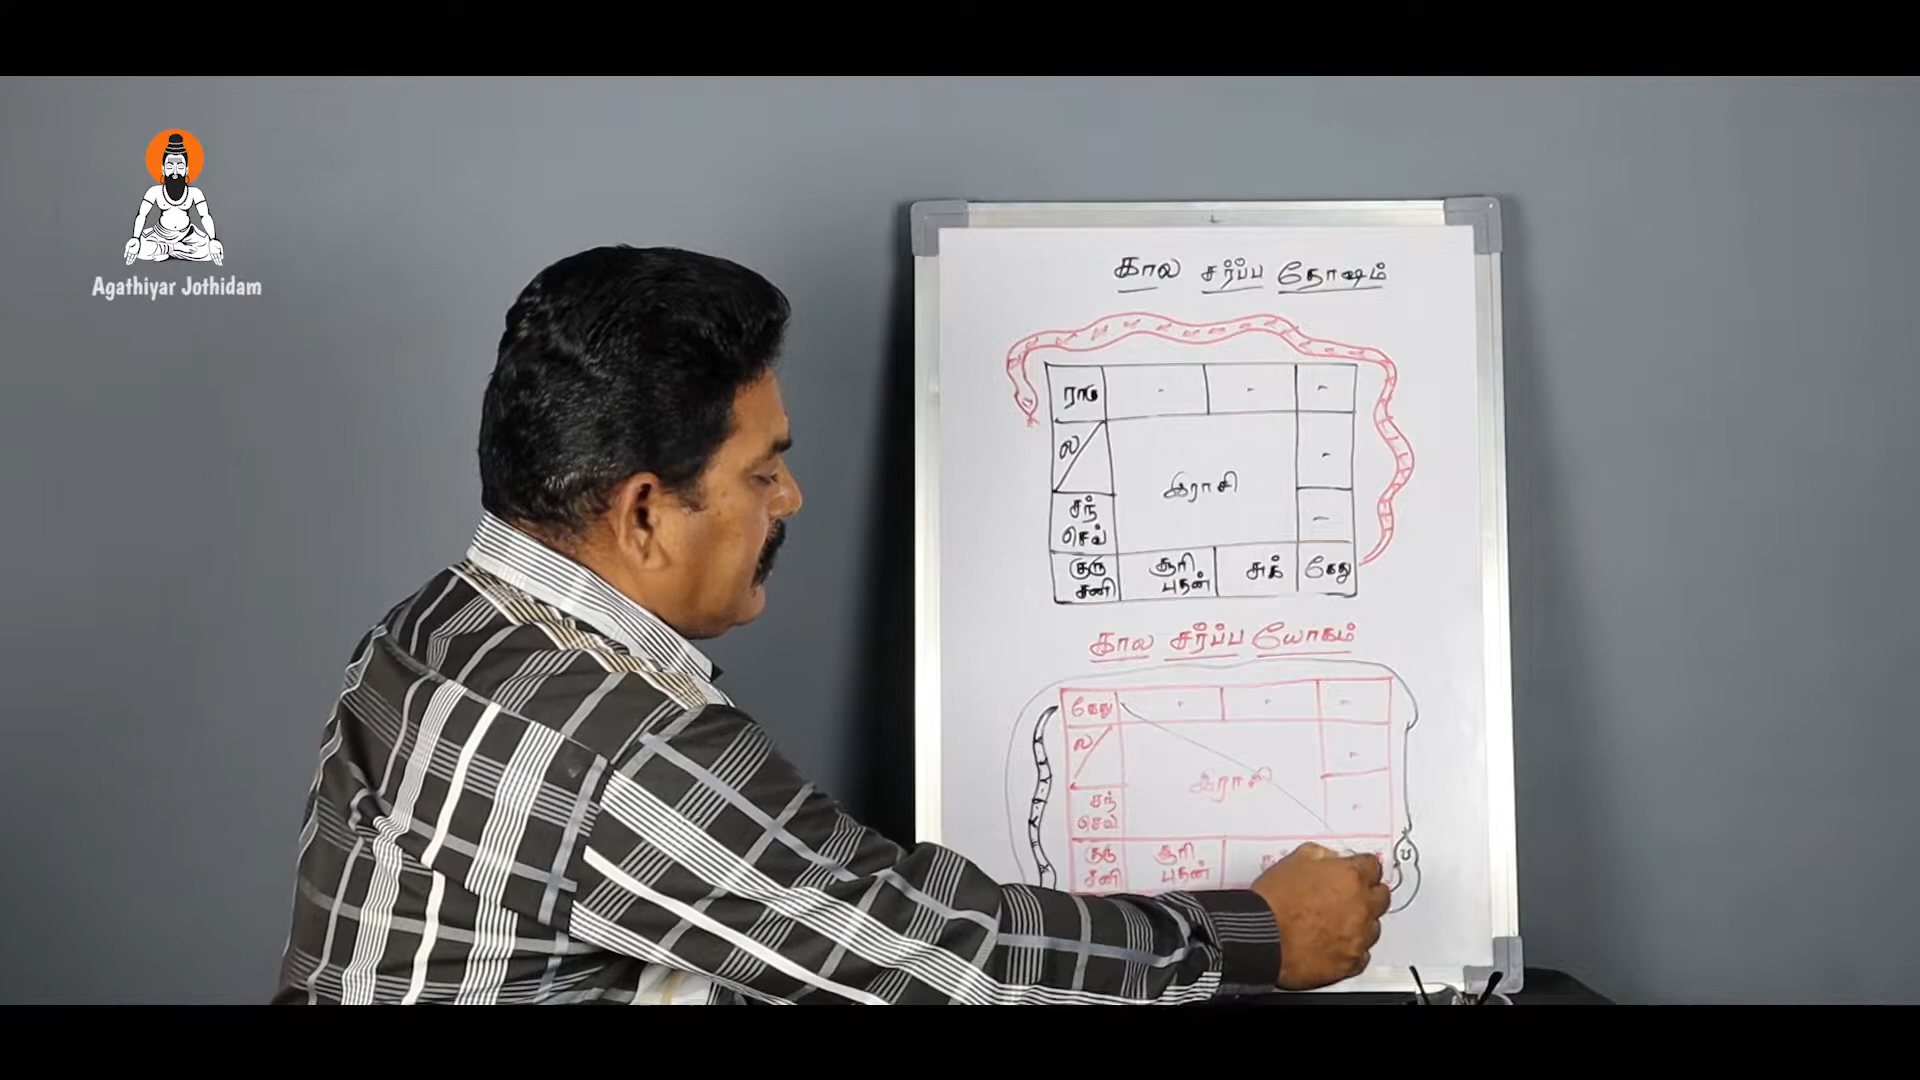 Agathiyar Jothidam
கால சர்ப்ப தோஷம்
ராகு - - -
ல -
இராசி
சந் -
செவ்
குரு சூரி சுக் கேது
சனி புதன்
கால சர்ப்ப யோகம்
கேது - - -
ல -
இராசி
சந் -
செவ்
குரு சூரி
சனி புதன்